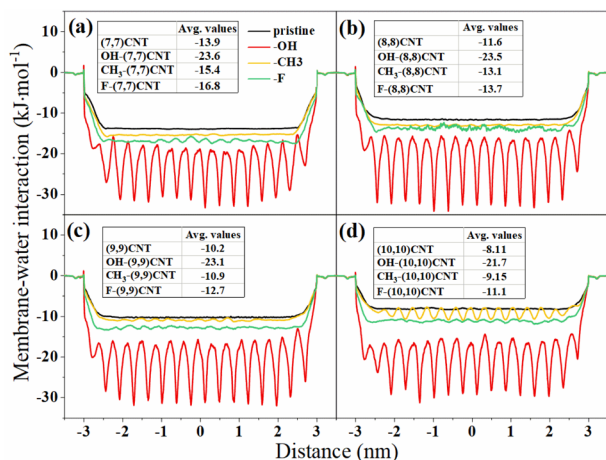 (a)
Avg. values
(7,7)CNT -13.9
OH-(7,7)CNT -23.6
CH3-(7,7)CNT -15.4
F-(7,7)CNT -16.8
pristine
-OH
-CH3
-F
(b)
Avg. values
(8,8)CNT -11.6
OH-(8,8)CNT -23.5
CH3-(8,8)CNT -13.1
F-(8,8)CNT -13.7
0
-10
-20
-30
(c)
Avg. values
(9,9)CNT -10.2
OH-(9,9)CNT -23.1
CH3-(9,9)CNT -10.9
F-(9,9)CNT -12.7
(d)
Avg. values
(10,10)CNT -8.11
OH-(10,10)CNT -21.7
CH3-(10,10)CNT -9.15
F-(10,10)CNT -11.1
0
-10
-20
-30
-3 -2 -1 0 1 2 3 -3 -2 -1 0 1 2 3
Distance (nm)
Membrane-water interaction (kJ·mol-1)